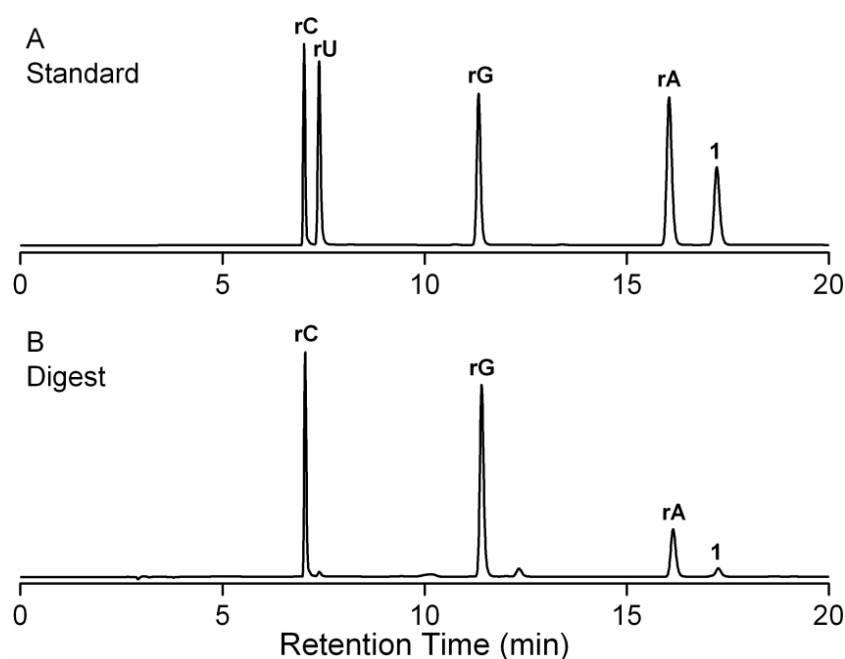 A
Standard
rC
rU
rG
rA
1
0 5 10 15 20
B
Digest
rC
rG
rA
1
0 5 10 15 20
Retention Time (min)